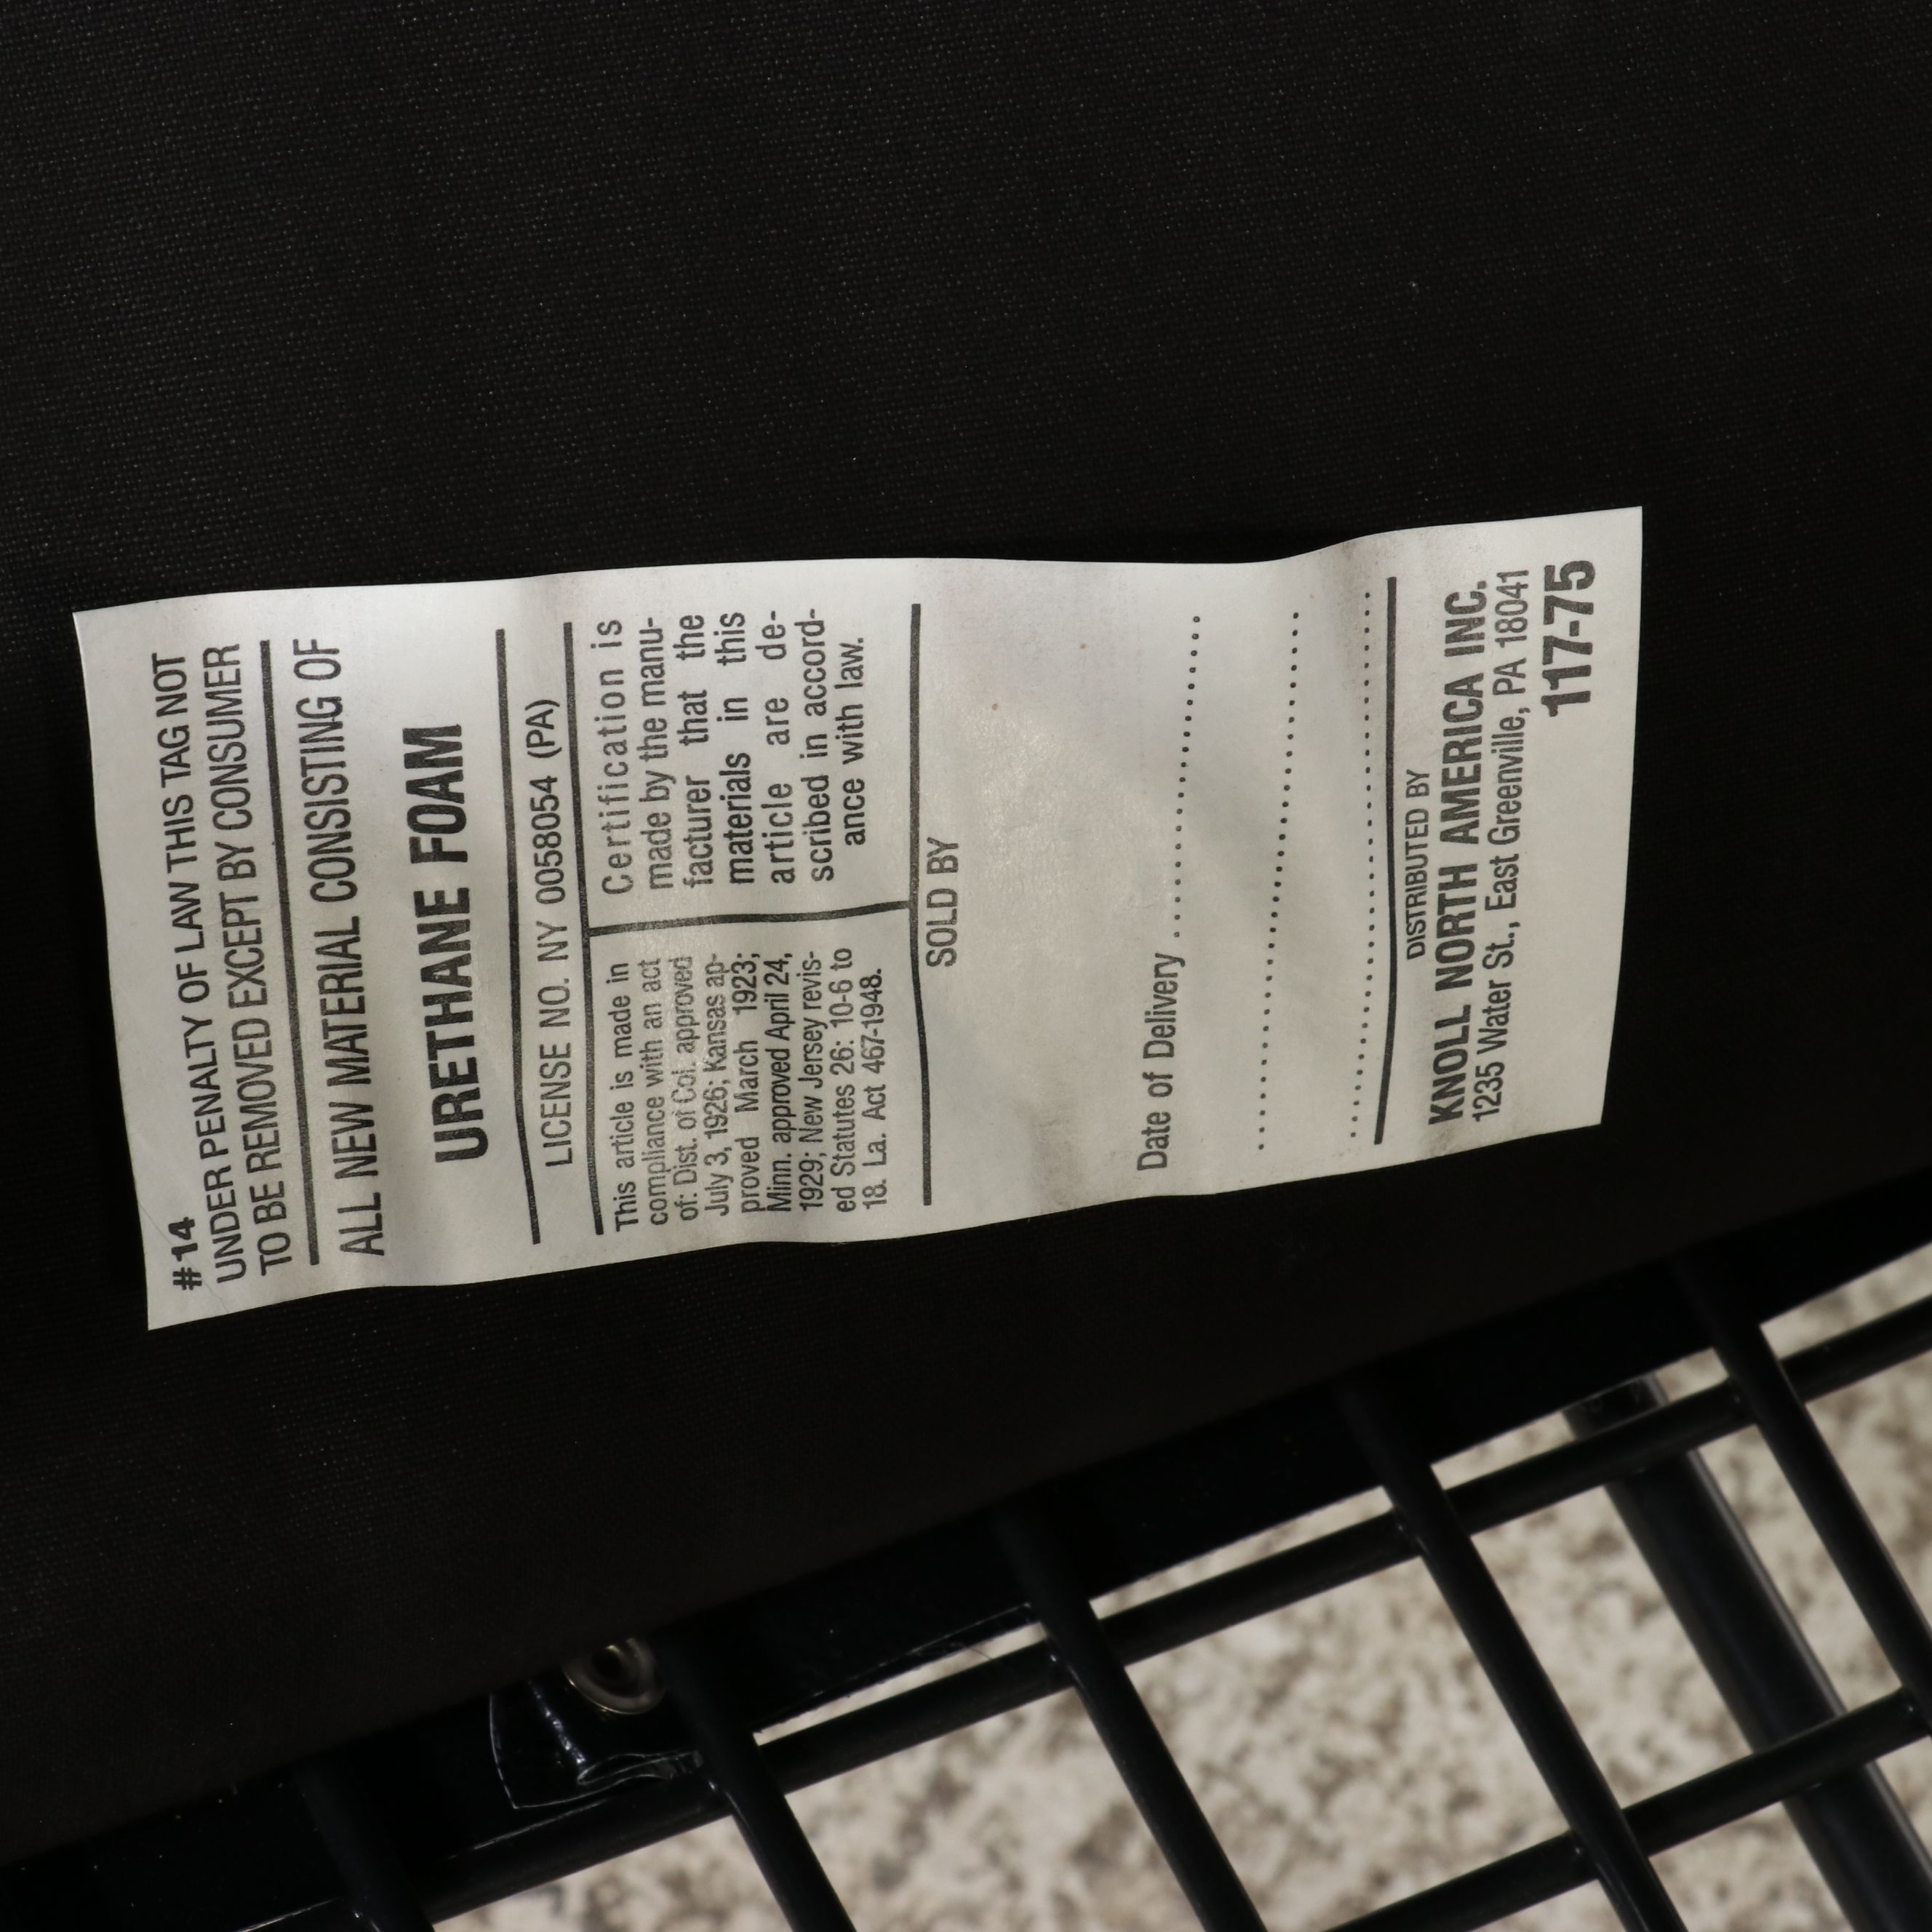 #14
UNDER PENALTY OF LAW THIS TAG NOT
TO BE REMOVED EXCEPT BY CONSUMER
ALL NEW MATERIAL CONSISTING OF
URETHANE FOAM
LICENSE NO. NY 0058054 (PA)
This article is made in
compliance with an act
of: Dist. of Col. approved
July 3, 1926; Kansas ap-
proved March 1923;
Minn. approved April 24,
1929; New Jersey revis-
ed Statutes 26: 10-6 to
18. La. Act 467-1948.
Certification is
made by the manu-
facturer that the
materials in this
article are de-
scribed in accord-
ance with law.
SOLD BY
Date of Delivery
DISTRIBUTED BY
KNOLL NORTH AMERICA INC.
1235 Water St., East Greenville, PA 18041
117-75